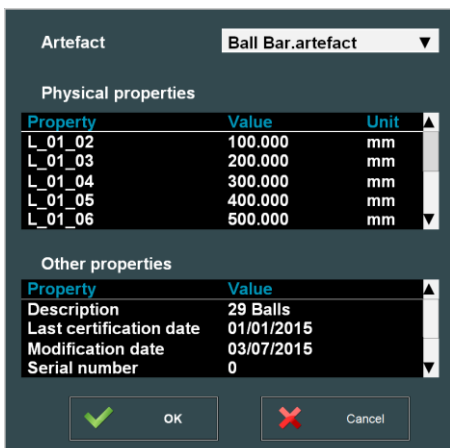 Artefact Ball Bar.artefact
Physical properties
Property Value Unit
L_01_02 100.000 mm
L_01_03 200.000 mm
L_01_04 300.000 mm
L_01_05 400.000 mm
L_01_06 500.000 mm
Other properties
Property Value
Description 29 Balls
Last certification date 01/01/2015
Modification date 03/07/2015
Serial number 0
OK Cancel